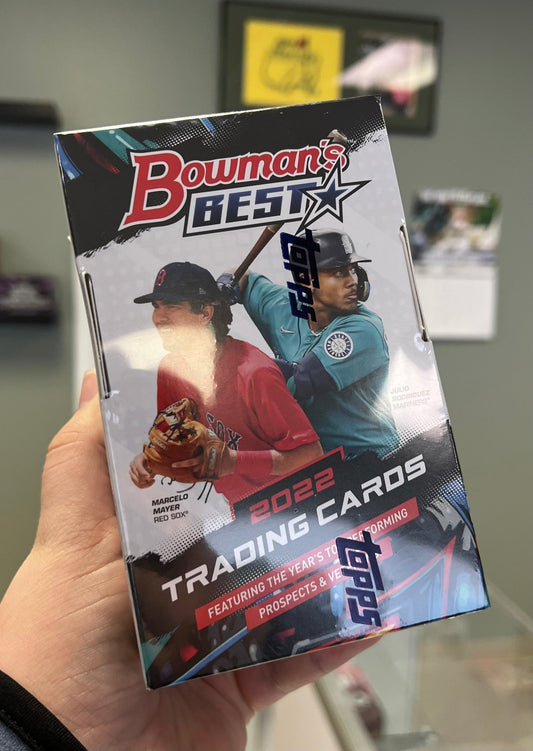 Bowman's
BEST
topps
JULIO
RODRIGUEZ
MARINERS
MARCELO
MAYER
RED SOX®
2022
TRADING CARDS
FEATURING THE YEAR'S TOP PERFORMING
PROSPECTS &
topps